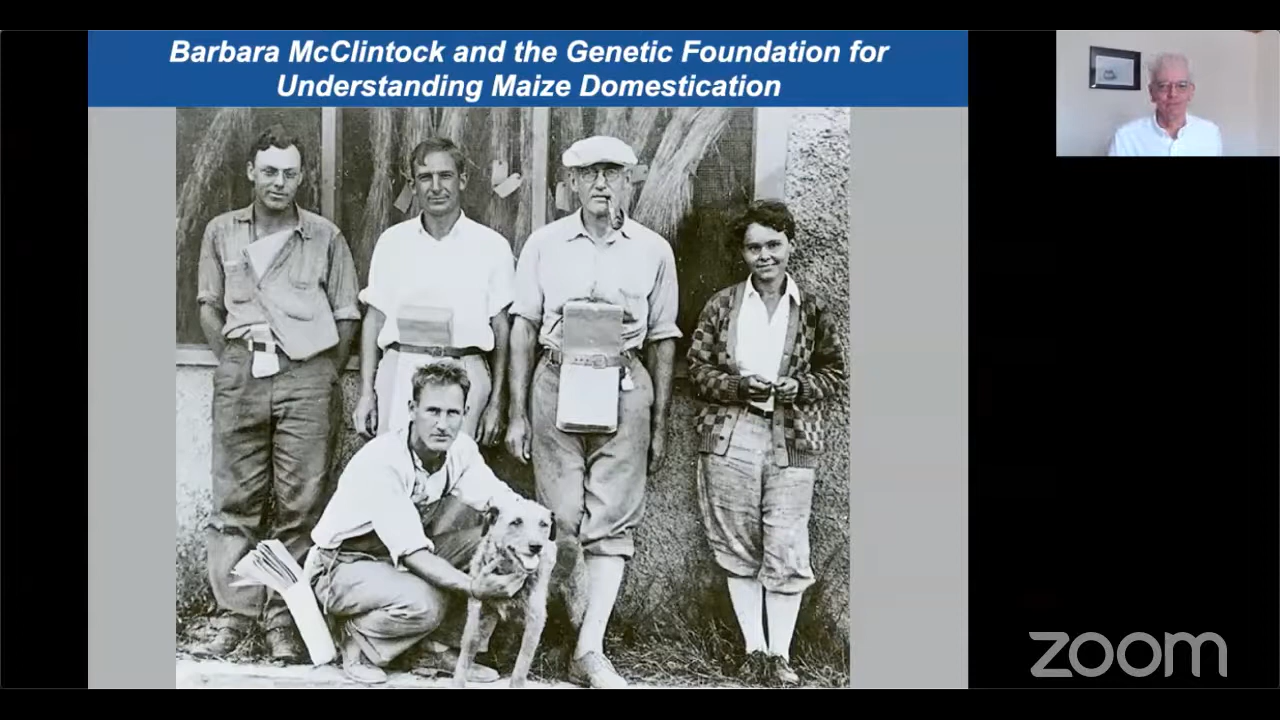 Barbara McClintock and the Genetic Foundation for
Understanding Maize Domestication
zoom